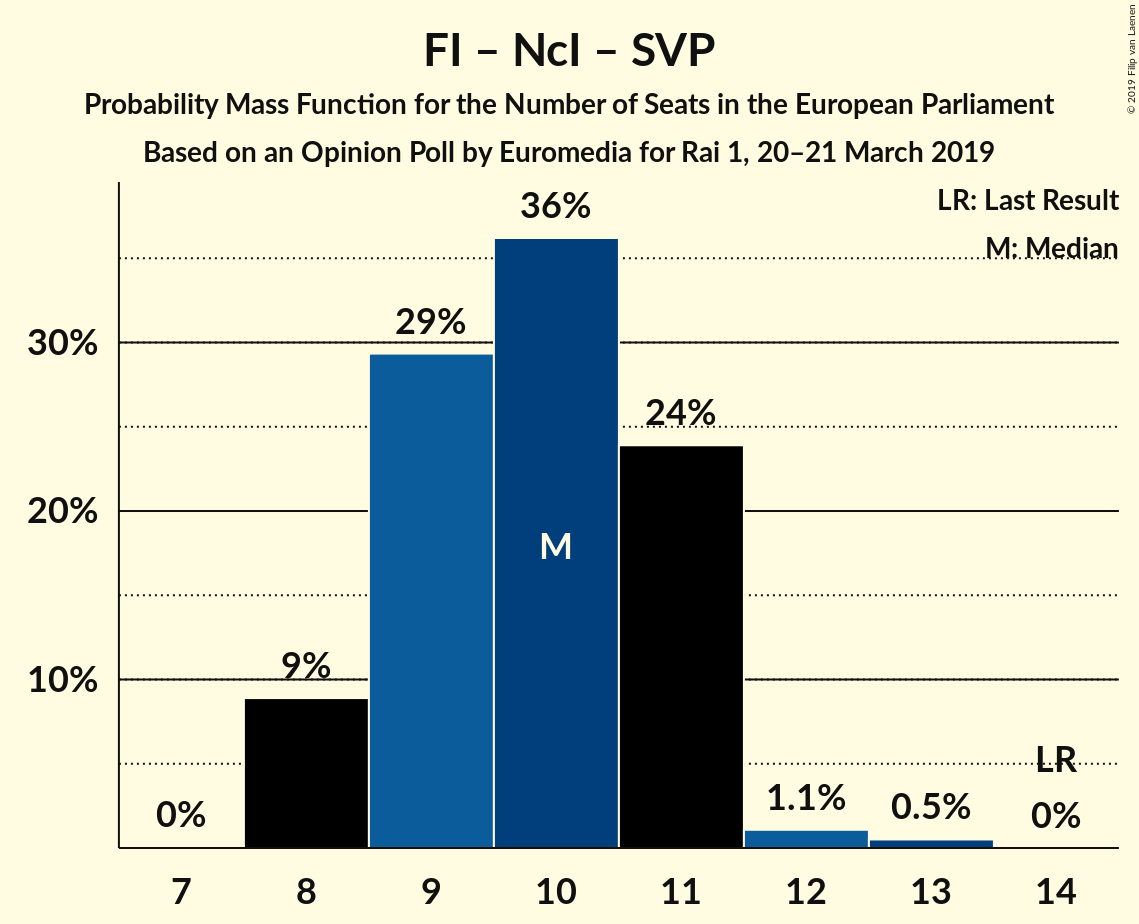 FI – NcI – SVP
Probability Mass Function for the Number of Seats in the European Parliament
Based on an Opinion Poll by Euromedia for Rai 1, 20–21 March 2019
© 2019 Filip van Laenen
LR: Last Result
M: Median
36%
29%
30%
24%
20%
M
9%
10%
LR
0%
1.1%
0.5%
0%
7
8
9
10
11
12
13
14